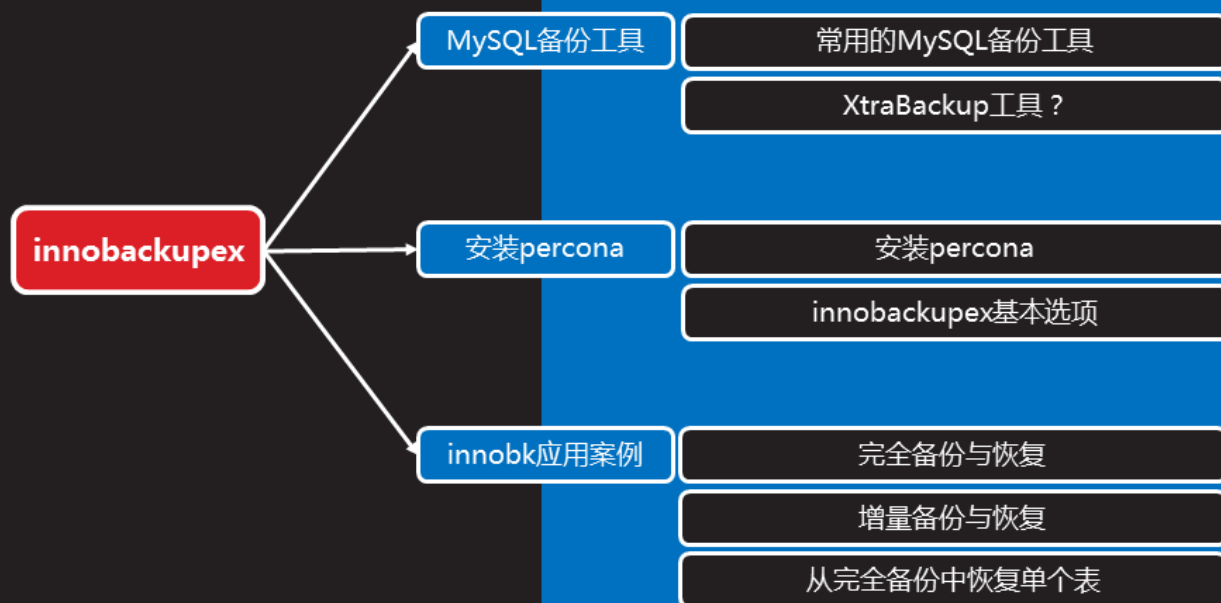 innobackupex
MySQL备份工具
常用的MySQL备份工具
XtraBackup工具？
安装percona
安装percona
innobackupex基本选项
innobk应用案例
完全备份与恢复
增量备份与恢复
从完全备份中恢复单个表